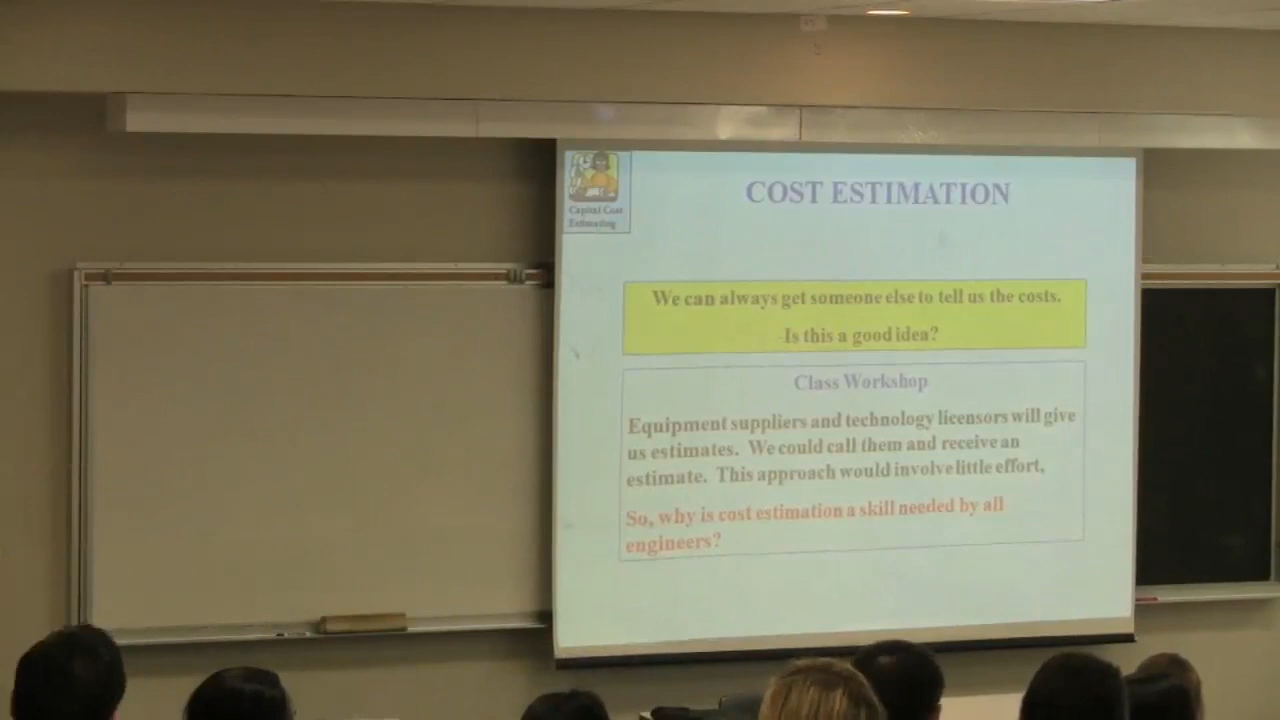 Capital Cost
Estimating
COST ESTIMATION
We can always get someone else to tell us the costs.
Is this a good idea?
Class Workshop
Equipment suppliers and technology licensors will give
us estimates. We could call them and receive an
estimate. This approach would involve little effort,
So, why is cost estimation a skill needed by all
engineers?